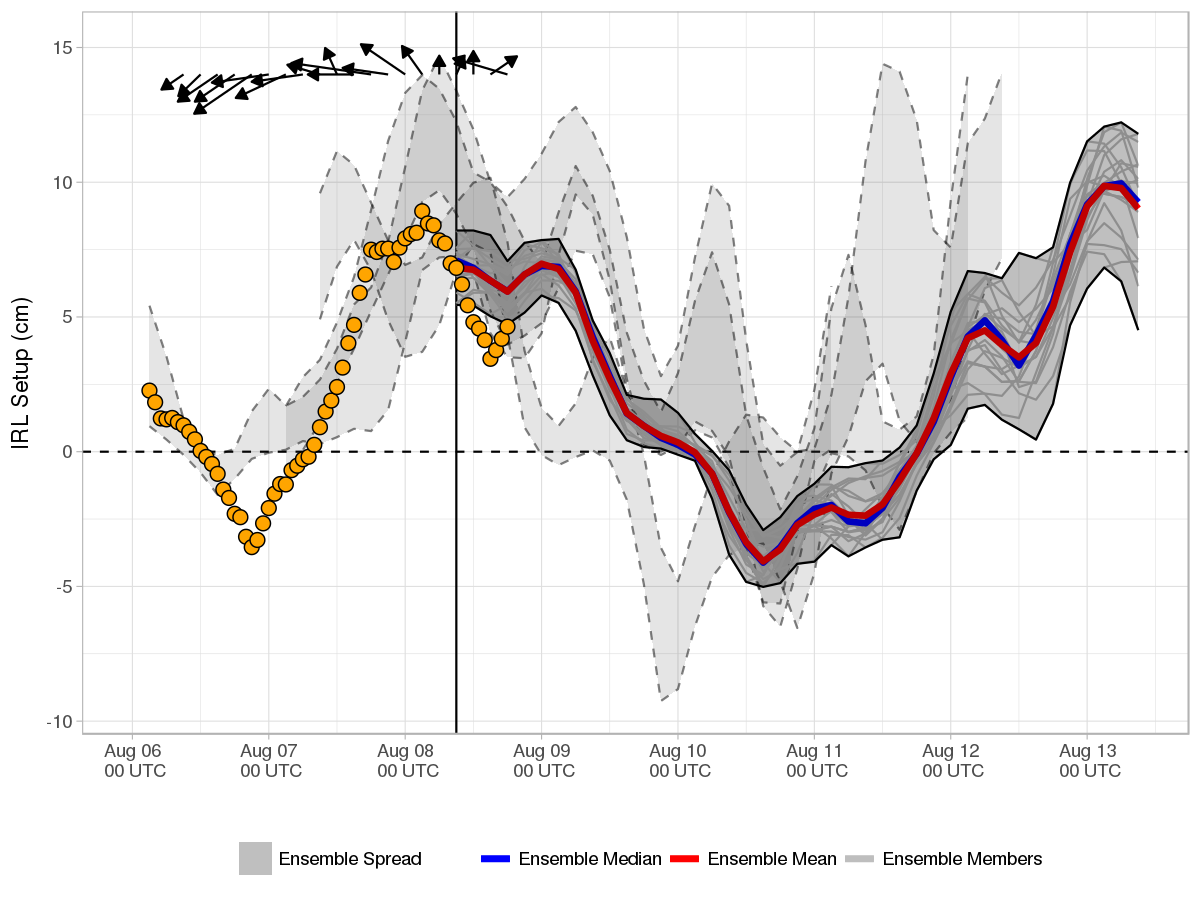 IRL Setup (cm)
15
10
5
0
-5
-10
Aug 06 Aug 07 Aug 08 Aug 09 Aug 10 Aug 11 Aug 12 Aug 13
00 UTC 00 UTC 00 UTC 00 UTC 00 UTC 00 UTC 00 UTC 00 UTC
Ensemble Spread Ensemble Median Ensemble Mean Ensemble Members